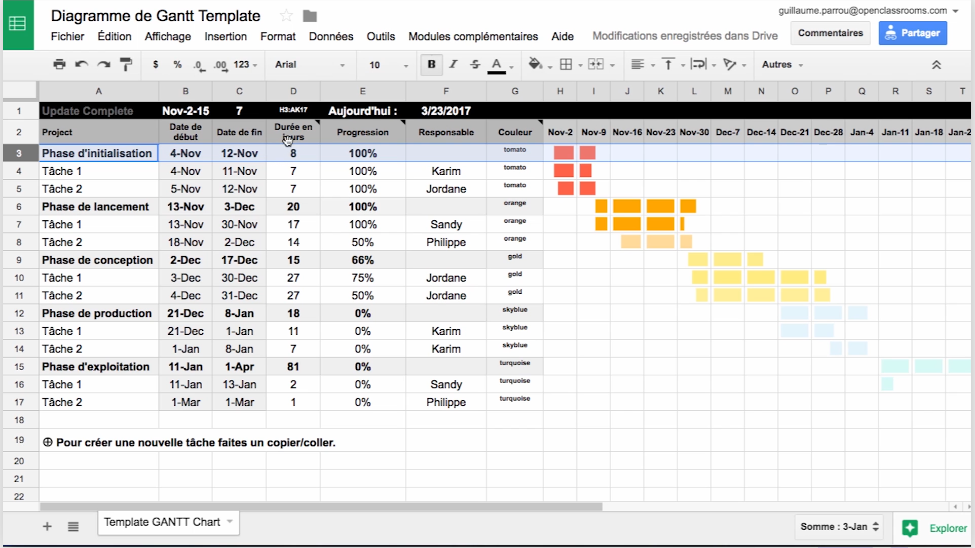 Diagramme de Gantt Template
guillaume.parrou@openclassrooms.com
Fichier Édition Affichage Insertion Format Données Outils Modules complémentaires Aide Modifications enregistrées dans Drive Commentaires Partager
$ % .0 .00 123 Arial 10 B I S A Autres
A B C D E F G H I J K L M N O P Q R S T
1 Update Complete Nov-2-15 7 H3:AK17 Aujourd'hui : 3/23/2017
2 Project Date de début Date de fin Durée en jours Progression Responsable Couleur Nov-2 Nov-9 Nov-16 Nov-23 Nov-30 Dec-7 Dec-14 Dec-21 Dec-28 Jan-4 Jan-11 Jan-18 Jan-2
3 Phase d'initialisation 4-Nov 12-Nov 8 100% tomato
4 Tâche 1 4-Nov 11-Nov 7 100% Karim tomato
5 Tâche 2 5-Nov 12-Nov 7 100% Jordane tomato
6 Phase de lancement 13-Nov 3-Dec 20 100% orange
7 Tâche 1 13-Nov 30-Nov 17 100% Sandy orange
8 Tâche 2 18-Nov 2-Dec 14 50% Philippe orange
9 Phase de conception 2-Dec 17-Dec 15 66% gold
10 Tâche 1 3-Dec 30-Dec 27 75% Jordane gold
11 Tâche 2 4-Dec 31-Dec 27 50% Jordane gold
12 Phase de production 21-Dec 8-Jan 18 0% skyblue
13 Tâche 1 21-Dec 1-Jan 11 0% Karim skyblue
14 Tâche 2 1-Jan 8-Jan 7 0% Karim skyblue
15 Phase d'exploitation 11-Jan 1-Apr 81 0% turquoise
16 Tâche 1 11-Jan 13-Jan 2 0% Sandy turquoise
17 Tâche 2 1-Mar 1-Mar 1 0% Philippe turquoise
18
19 ⊕ Pour créer une nouvelle tâche faites un copier/coller.
20
21
22
Template GANTT Chart Somme : 3-Jan Explorer